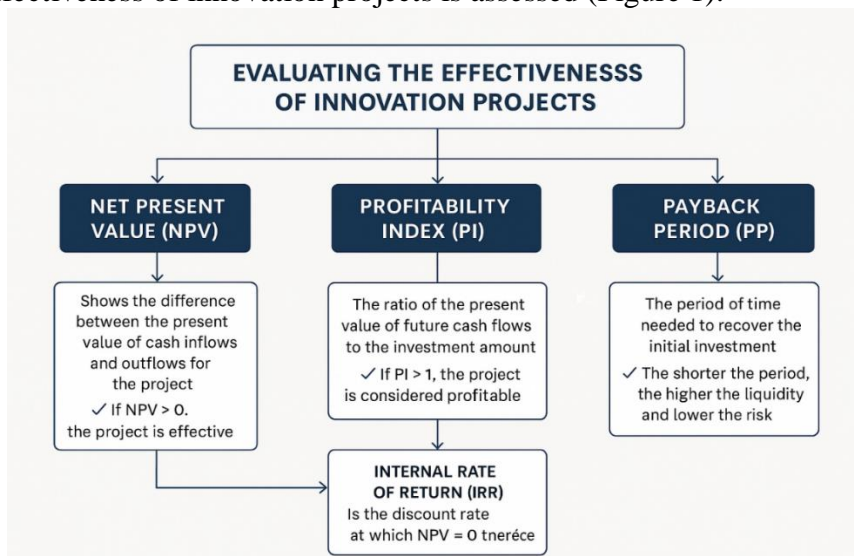 ffectiveness of innovation projects is assessed (Figure 1).
EVALUATING THE EFFECTIVENESSS
OF INNOVATION PROJECTS
NET PRESENT
VALUE (NPV)
PROFITABILITY
INDEX (PI)
PAYBACK
PERIOD (PP)
Shows the difference
between the present
value of cash inflows
and outflows for
the project
✓ If NPV > 0.
the project is effective
The ratio of the present
value of future cash flows
to the investment amount
✓ If PI > 1, the project
is considered profitable
The period of time
needed to recover the
initial investment
✓ The shorter the period,
the higher the liquidity
and lower the risk
INTERNAL RATE
OF RETURN (IRR)
Is the discount rate
at which NPV = 0 tneréce